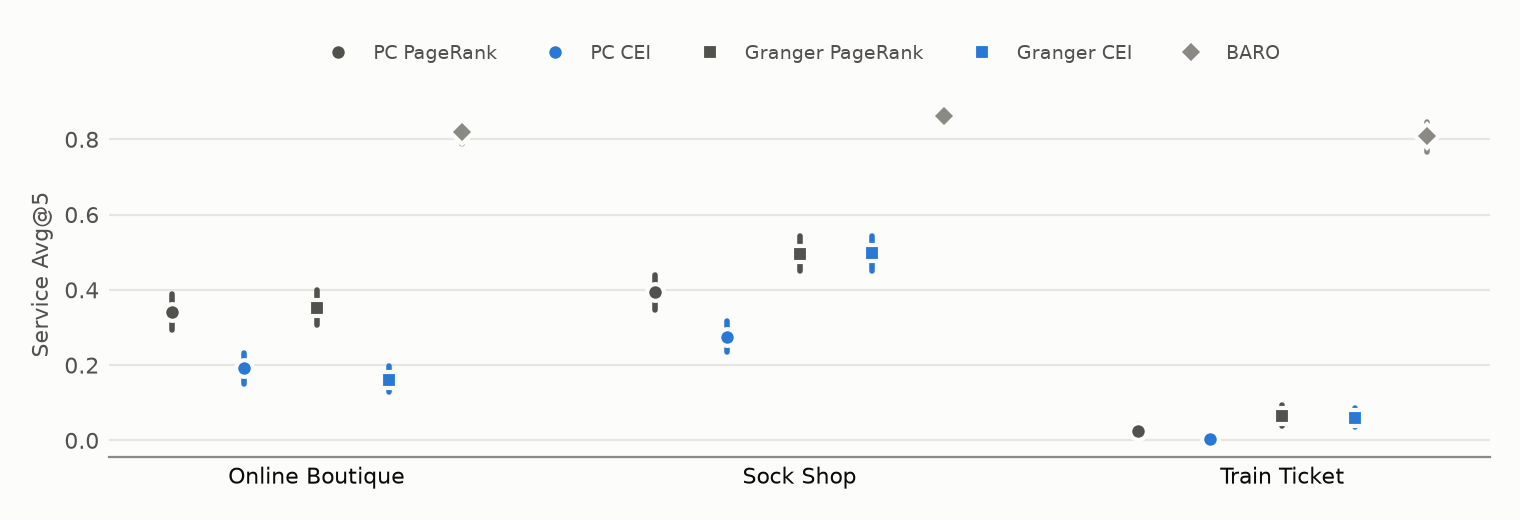 PC PageRank PC CEI Granger PageRank Granger CEI BARO
Service Avg@5
0.8
0.6
0.4
0.2
0.0
Online Boutique Sock Shop Train Ticket